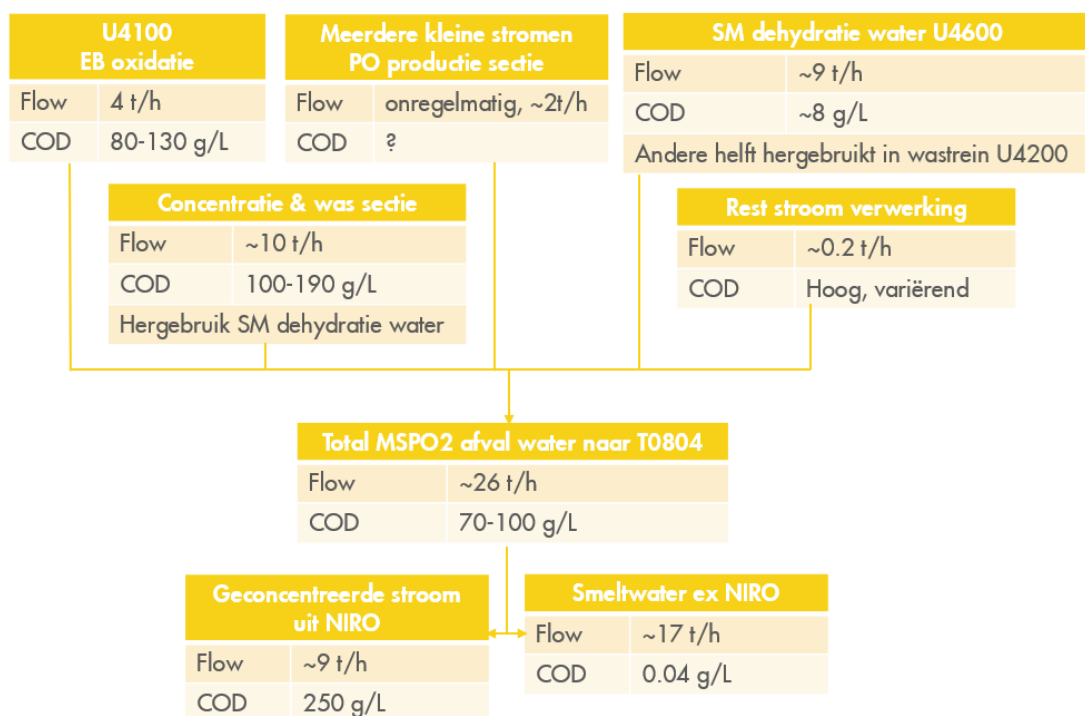 U4100
EB oxidatie
Flow 4 t/h
COD 80-130 g/L
Meerdere kleine stromen
PO productie sectie
Flow onregelmatig, ~2t/h
COD ?
SM dehydratie water U4600
Flow ~9 t/h
COD ~8 g/L
Andere helft hergebruikt in wastrein U4200
Concentratie & was sectie
Flow ~10 t/h
COD 100-190 g/L
Hergebruik SM dehydratie water
Rest stroom verwerking
Flow ~0.2 t/h
COD Hoog, variërend
Total MSPO2 afval water naar T0804
Flow ~26 t/h
COD 70-100 g/L
Geconcentreerde stroom
uit NIRO
Flow ~9 t/h
COD 250 g/L
Smeltwater ex NIRO
Flow ~17 t/h
COD 0.04 g/L